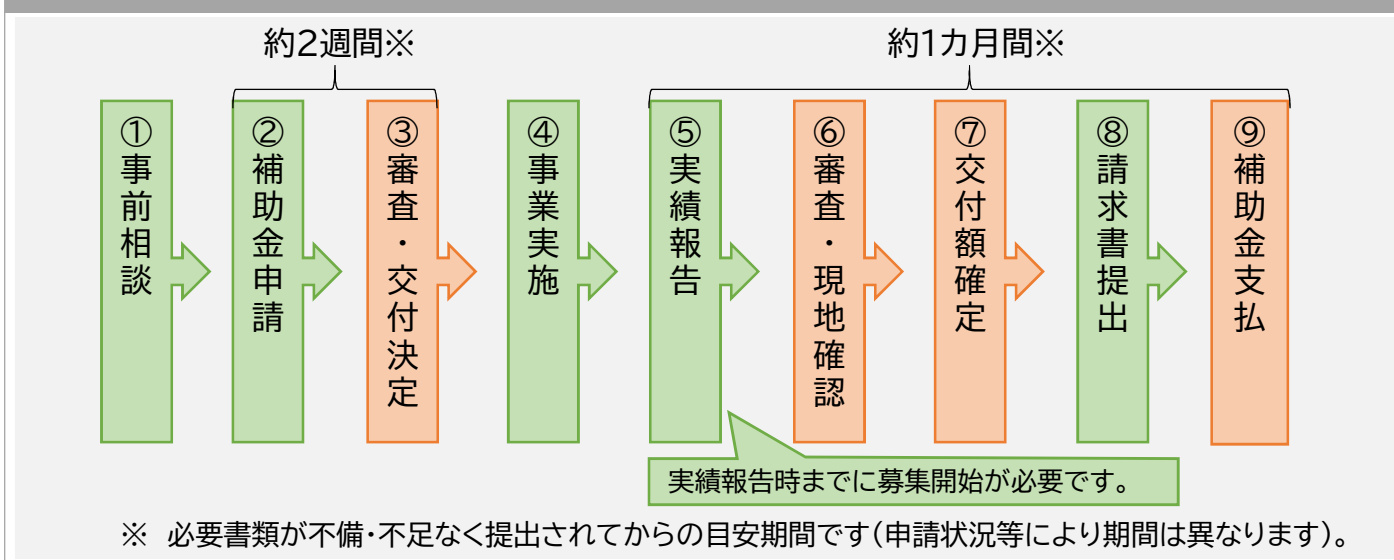 約2週間※
約1カ月間※
①事前相談
②補助金申請
③審査・交付決定
④事業実施
⑤実績報告
⑥審査・現地確認
⑦交付額確定
⑧請求書提出
⑨補助金支払
実績報告時までに募集開始が必要です。
※ 必要書類が不備・不足なく提出されてからの目安期間です(申請状況等により期間は異なります)。